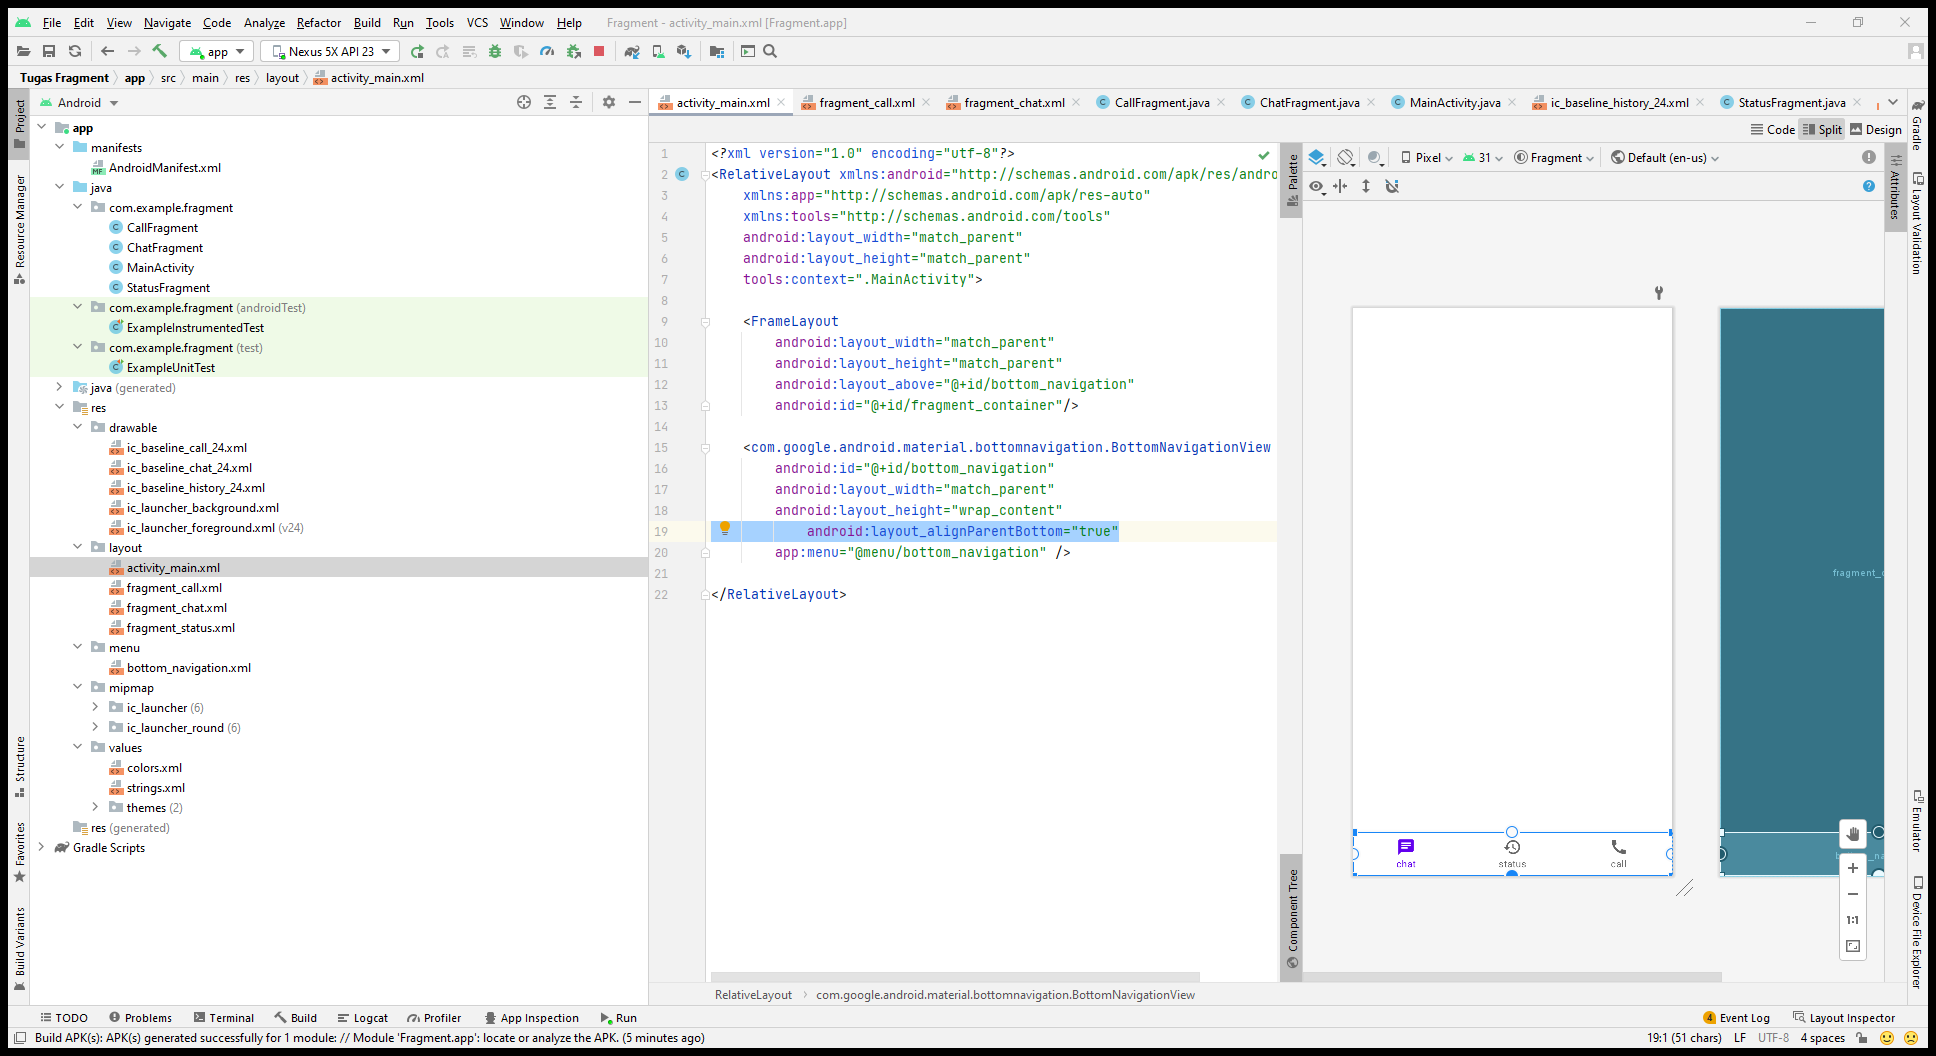 File Edit View Navigate Code Analyze Refactor Build Run Tools VCS Window Help Fragment - activity_main.xml [Fragment.app]
app Nexus 5X API 23
Tugas Fragment app src main res layout activity_main.xml
Project
Resource Manager
Structure
Favorites
Build Variants
Android
app
manifests
AndroidManifest.xml
java
com.example.fragment
CallFragment
ChatFragment
MainActivity
StatusFragment
com.example.fragment (androidTest)
ExampleInstrumentedTest
com.example.fragment (test)
ExampleUnitTest
java (generated)
res
drawable
ic_baseline_call_24.xml
ic_baseline_chat_24.xml
ic_baseline_history_24.xml
ic_launcher_background.xml
ic_launcher_foreground.xml (v24)
layout
activity_main.xml
fragment_call.xml
fragment_chat.xml
fragment_status.xml
menu
bottom_navigation.xml
mipmap
ic_launcher (6)
ic_launcher_round (6)
values
colors.xml
strings.xml
themes (2)
res (generated)
Gradle Scripts
activity_main.xml fragment_call.xml fragment_chat.xml CallFragment.java ChatFragment.java MainActivity.java ic_baseline_history_24.xml StatusFragment.java
Code Split Design
1 <?xml version="1.0" encoding="utf-8"?>
2 <RelativeLayout xmlns:android="http://schemas.android.com/apk/res/andro
3 xmlns:app="http://schemas.android.com/apk/res-auto"
4 xmlns:tools="http://schemas.android.com/tools"
5 android:layout_width="match_parent"
6 android:layout_height="match_parent"
7 tools:context=".MainActivity">
8
9 <FrameLayout
10 android:layout_width="match_parent"
11 android:layout_height="match_parent"
12 android:layout_above="@+id/bottom_navigation"
13 android:id="@+id/fragment_container"/>
14
15 <com.google.android.material.bottomnavigation.BottomNavigationView
16 android:id="@+id/bottom_navigation"
17 android:layout_width="match_parent"
18 android:layout_height="wrap_content"
19 android:layout_alignParentBottom="true"
20 app:menu="@menu/bottom_navigation" />
21
22 </RelativeLayout>
RelativeLayout com.google.android.material.bottomnavigation.BottomNavigationView
Palette
Component Tree
Pixel 31 Fragment Default (en-us)
chat status call
fragment_c
1:1
Attributes
Gradle
Layout Validation
Emulator
Device File Explorer
TODO Problems Terminal Build Logcat Profiler App Inspection Run Event Log Layout Inspector
Build APK(s): APK(s) generated successfully for 1 module: // Module 'Fragment.app': locate or analyze the APK. (5 minutes ago) 19:1 (51 chars) LF UTF-8 4 spaces